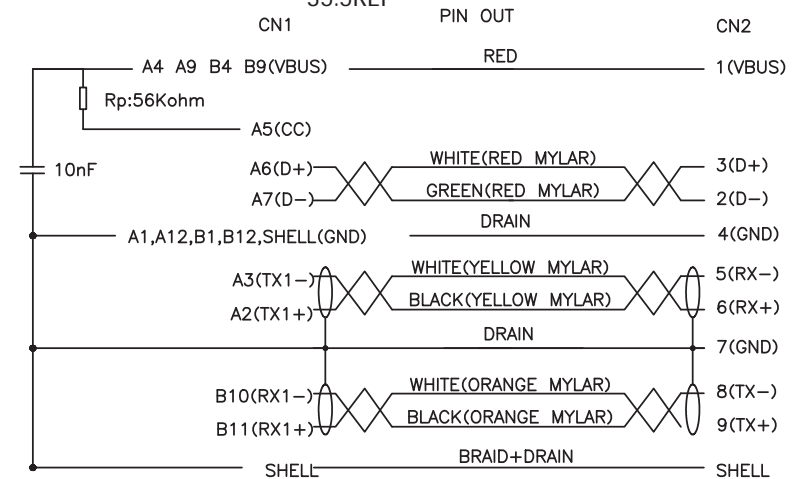 PIN OUT
CN1
CN2
A4 A9 B4 B9(VBUS)
RED
1(VBUS)
Rp:56Kohm
A5(CC)
10nF
A6(D+)
WHITE(RED MYLAR)
3(D+)
A7(D−)
GREEN(RED MYLAR)
2(D−)
A1,A12,B1,B12,SHELL(GND)
DRAIN
4(GND)
A3(TX1−)
WHITE(YELLOW MYLAR)
5(RX−)
A2(TX1+)
BLACK(YELLOW MYLAR)
6(RX+)
DRAIN
7(GND)
B10(RX1−)
WHITE(ORANGE MYLAR)
8(TX−)
B11(RX1+)
BLACK(ORANGE MYLAR)
9(TX+)
SHELL
BRAID+DRAIN
SHELL